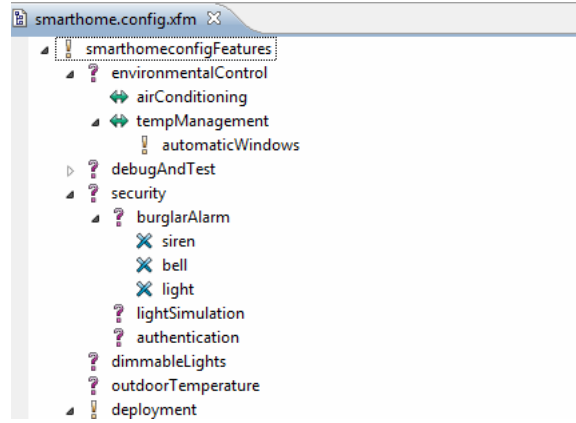 smarthome.config.xfm
smarthomeconfigFeatures
environmentalControl
airConditioning
tempManagement
automaticWindows
debugAndTest
security
burglarAlarm
siren
bell
light
lightSimulation
authentication
dimmableLights
outdoorTemperature
deployment